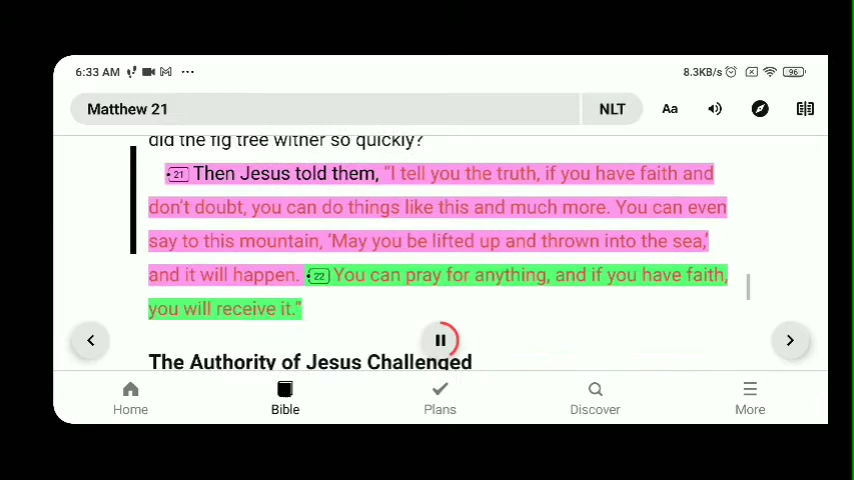 6:33 AM
8.3KB/s
96
Matthew 21
NLT
Aa
did the fig tree wither so quickly?
21 Then Jesus told them, “I tell you the truth, if you have faith and
don’t doubt, you can do things like this and much more. You can even
say to this mountain, ‘May you be lifted up and thrown into the sea,’
and it will happen. 22 You can pray for anything, and if you have faith,
you will receive it.”
The Authority of Jesus Challenged
Home
Bible
Plans
Discover
More